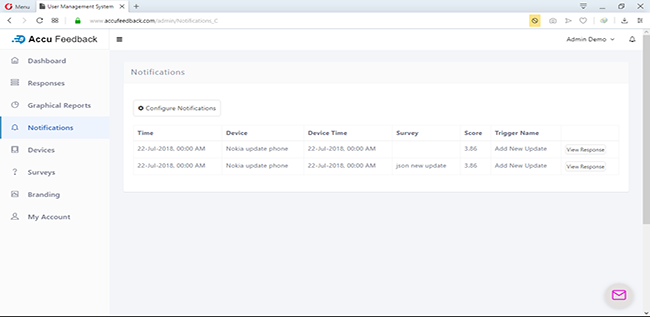 Menu
User Management System
www.accufeedback.com/admin/Notifications_C
Accu Feedback
Admin Demo
Dashboard
Responses
Graphical Reports
Notifications
Devices
Surveys
Branding
My Account
Notifications
Configure Notifications
Time Device Device Time Survey Score Trigger Name
22-Jul-2018, 00:00 AM Nokia update phone 22-Jul-2018, 00:00 AM 3.86 Add New Update View Response
22-Jul-2018, 00:00 AM Nokia update phone 22-Jul-2018, 00:00 AM json new update 3.86 Add New Update View Response